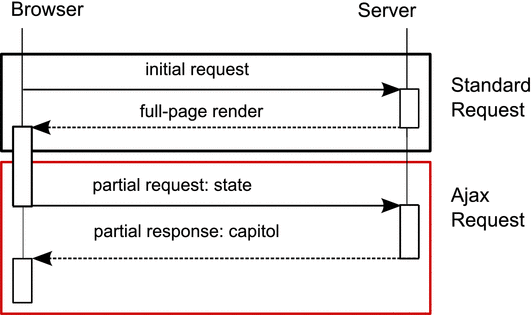 Browser
Server
initial request
full-page render
Standard
Request
partial request: state
partial response: capitol
Ajax
Request